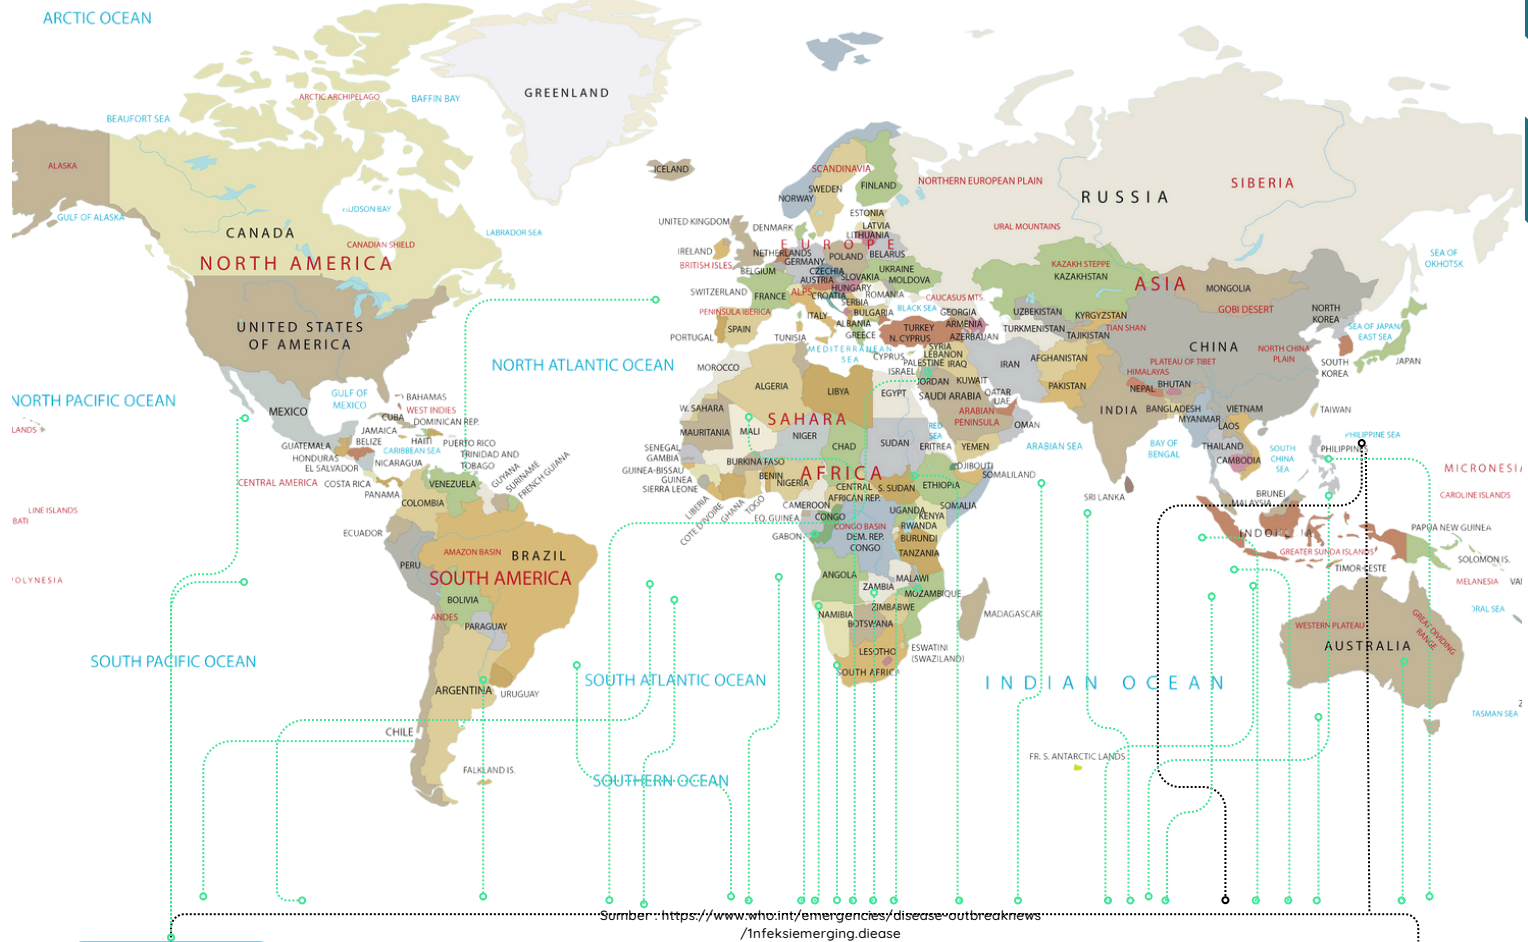 ARCTIC OCEAN
GREENLAND
ARCTIC ARCHIPELAGO
BAFFIN BAY
BEAUFORT SEA
ALASKA
ICELAND
SCANDINAVIA
NORTHERN EUROPEAN PLAIN
SIBERIA
RUSSIA
SWEDEN
FINLAND
NORWAY
GULF OF ALASKA
HUDSON BAY
CANADA
LABRADOR SEA
CANADIAN SHIELD
NORTH AMERICA
UNITED KINGDOM
DENMARK
ESTONIA
LATVIA
LITHUANIA
URAL MOUNTAINS
EUROPE
IRELAND
NETHERLANDS
BELARUS
POLAND
GERMANY
BRITISH ISLES
BELGIUM
CZECHIA
UKRAINE
SLOVAKIA
MOLDOVA
AUSTRIA
KAZAKH STEPPE
KAZAKHSTAN
ASIA
MONGOLIA
SEA OF
OKHOTSK
SWITZERLAND
FRANCE
ALPS
HUNGARY
CROATIA
ROMANIA
SERBIA
CAUCASUS MTS.
BLACK SEA
GEORGIA
UZBEKISTAN
KYRGYZSTAN
GOBI DESERT
NORTH
KOREA
PENINSULA IBERICA
ITALY
BULGARIA
ALBANIA
ARMENIA
TURKEY
TURKMENISTAN
TIAN SHAN
SEA OF JAPAN/
EAST SEA
UNITED STATES
OF AMERICA
PORTUGAL
SPAIN
TUNISIA
GREECE
N. CYPRUS
AZERBAIJAN
TAJIKISTAN
CHINA
MEDITERRANEAN
SEA
CYPRUS
SYRIA
LEBANON
PALESTINE
IRAQ
IRAN
AFGHANISTAN
PLATEAU OF TIBET
NORTH CHINA
PLAIN
SOUTH
KOREA
JAPAN
NORTH ATLANTIC OCEAN
MOROCCO
ISRAEL
JORDAN
KUWAIT
HIMALAYAS
NEPAL
BHUTAN
ALGERIA
LIBYA
EGYPT
SAUDI ARABIA
QATAR
UAE
PAKISTAN
NORTH PACIFIC OCEAN
GULF OF
MEXICO
BAHAMAS
WEST INDIES
CUBA
DOMINICAN REP.
MEXICO
W. SAHARA
SAHARA
ARABIAN
PENINSULA
INDIA
BANGLADESH
VIETNAM
TAIWAN
MYANMAR
LAOS
LANDS
JAMAICA
HAITI
PUERTO RICO
BELIZE
GUATEMALA
CARIBBEAN SEA
TRINIDAD AND
TOBAGO
HONDURAS
EL SALVADOR
NICARAGUA
MAURITANIA
MALI
NIGER
CHAD
SUDAN
RED
SEA
ERITREA
YEMEN
OMAN
ARABIAN SEA
BAY OF
BENGAL
THAILAND
CAMBODIA
SOUTH
CHINA
SEA
PHILIPPINE SEA
PHILIPPINES
SENEGAL
GAMBIA
GUINEA-BISSAU
GUINEA
SIERRA LEONE
BURKINA FASO
BENIN
NIGERIA
AFRICA
DJIBOUTI
SOMALILAND
MICRONESIA
CENTRAL AMERICA
COSTA RICA
PANAMA
VENEZUELA
GUYANA
SURINAME
FRENCH GUIANA
COLOMBIA
LIBERIA
COTE D'IVOIRE
GHANA
TOGO
CENTRAL
AFRICAN REP.
S. SUDAN
ETHIOPIA
SOMALIA
SRI LANKA
BRUNEI
MALAYSIA
CAROLINE ISLANDS
LINE ISLANDS
BATI
CAMEROON
EQ. GUINEA
CONGO
CONGO BASIN
UGANDA
KENYA
RWANDA
ECUADOR
GABON
DEM. REP.
CONGO
BURUNDI
TANZANIA
PAPUA NEW GUINEA
GREATER SUNDA ISLANDS
AMAZON BASIN
BRAZIL
PERU
SOUTH AMERICA
SOLOMON IS.
TIMOR-LESTE
OLYNESIA
ANGOLA
ZAMBIA
MALAWI
MOZAMBIQUE
MELANESIA
VAN
BOLIVIA
NAMIBIA
ZIMBABWE
MADAGASCAR
ORAL SEA
ANDES
PARAGUAY
BOTSWANA
WESTERN PLATEAU
GREAT DIVIDING
RANGE
AUSTRALIA
SOUTH PACIFIC OCEAN
LESOTHO
ESWATINI
(SWAZILAND)
SOUTH AFRICA
SOUTH ATLANTIC OCEAN
INDIAN OCEAN
ARGENTINA
URUGUAY
TASMAN SEA
CHILE
FALKLAND IS.
SOUTHERN OCEAN
FR. S. ANTARCTIC LANDS
Sumber : https://www.who.int/emergencies/disease-outbreaknews
/1nfeksiemerging.diease